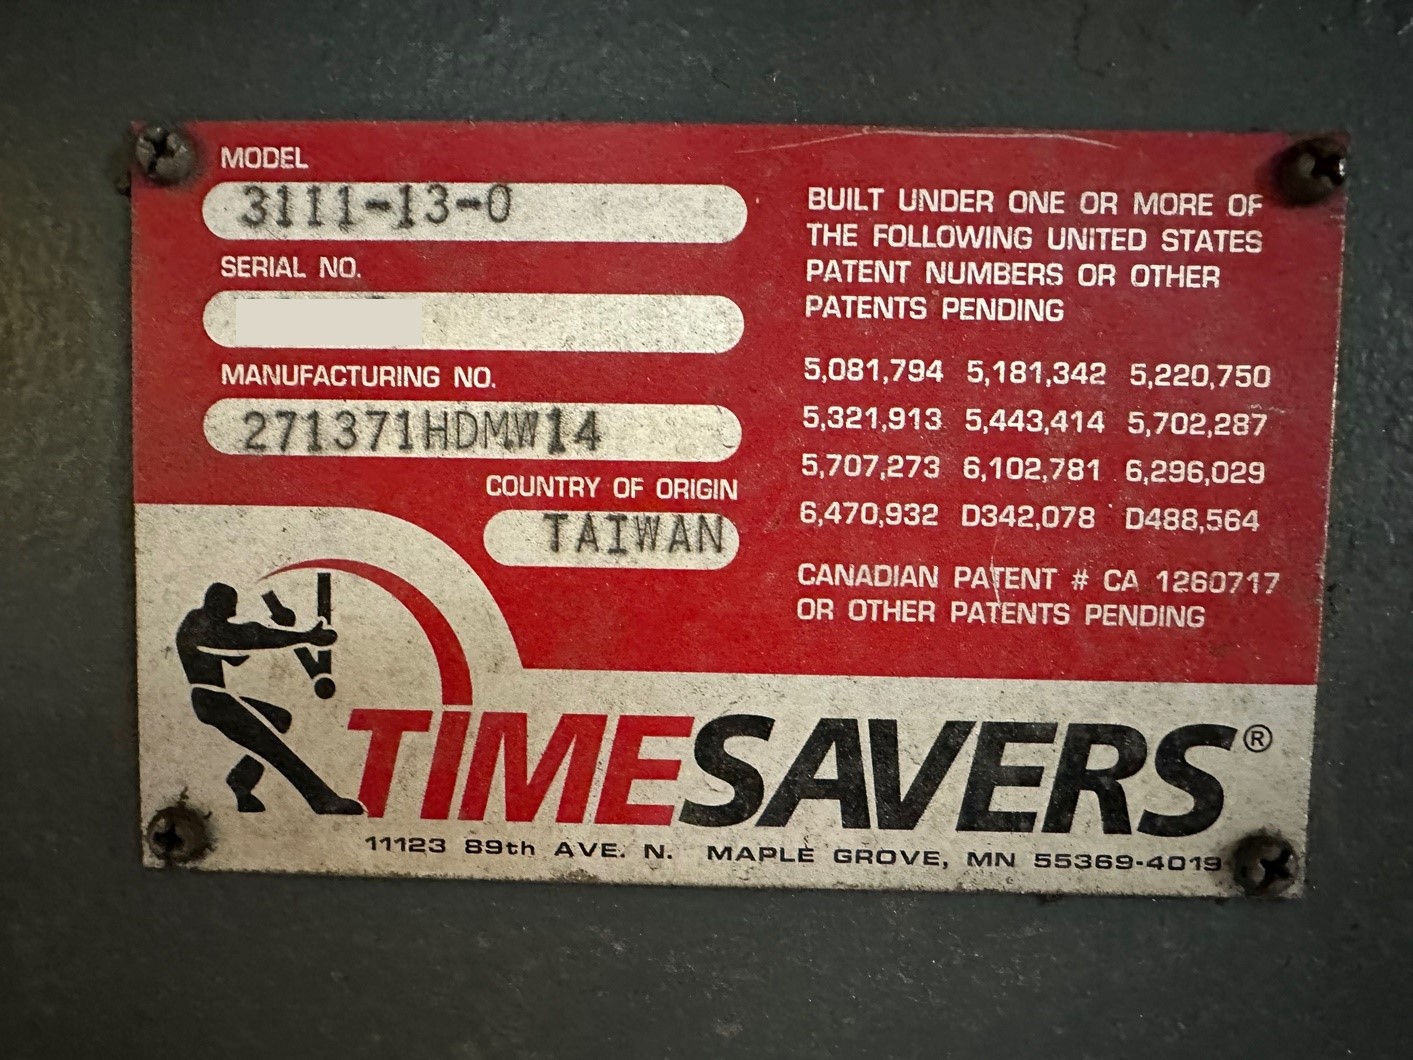 MODEL
3111-13-0
SERIAL NO.
MANUFACTURING NO.
271371HDMW14
COUNTRY OF ORIGIN
TAIWAN
BUILT UNDER ONE OR MORE OF
THE FOLLOWING UNITED STATES
PATENT NUMBERS OR OTHER
PATENTS PENDING
5,081,794 5,181,342 5,220,750
5,321,913 5,443,414 5,702,287
5,707,273 6,102,781 6,296,029
6,470,932 D342,078 D488,564
CANADIAN PATENT # CA 1260717
OR OTHER PATENTS PENDING
TIMESAVERS®
11123 89th AVE. N. MAPLE GROVE, MN 55369-4019